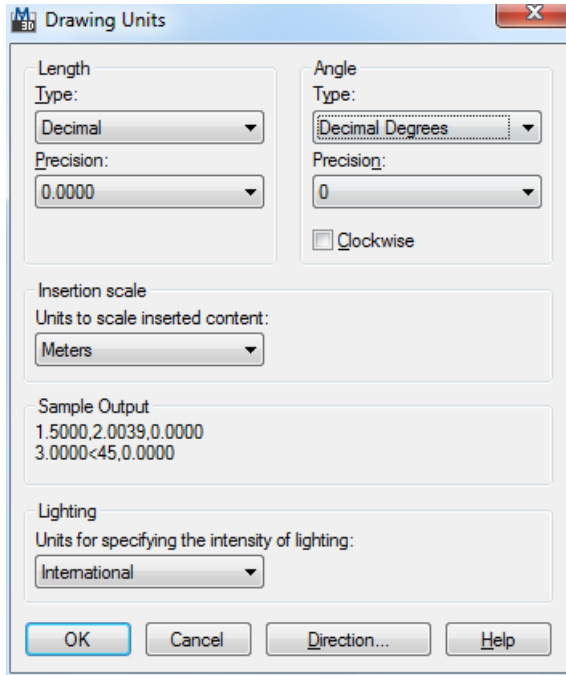 Drawing Units
Length
Type:
Decimal
Precision:
0.0000
Angle
Type:
Decimal Degrees
Precision:
0
Clockwise
Insertion scale
Units to scale inserted content:
Meters
Sample Output
1.5000,2.0039,0.0000
3.0000<45,0.0000
Lighting
Units for specifying the intensity of lighting:
International
OK
Cancel
Direction...
Help